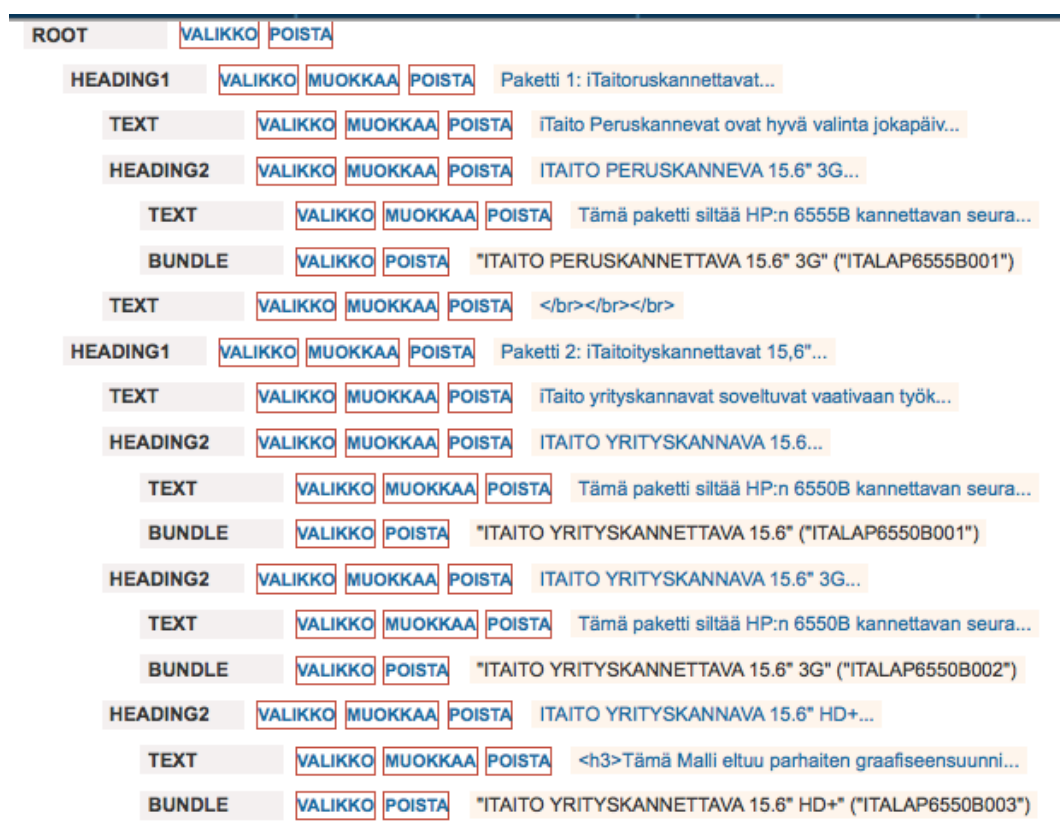 ROOT VALIKKO POISTA
HEADING1 VALIKKO MUOKKAA POISTA Paketti 1: iTaitoruskannettavat...
TEXT VALIKKO MUOKKAA POISTA iTaito Peruskannevat ovat hyvä valinta jokapäiv...
HEADING2 VALIKKO MUOKKAA POISTA ITAITO PERUSKANNEVA 15.6" 3G...
TEXT VALIKKO MUOKKAA POISTA Tämä paketti siltää HP:n 6555B kannettavan seura...
BUNDLE VALIKKO POISTA "ITAITO PERUSKANNETTAVA 15.6" 3G" ("ITALAP6555B001")
TEXT VALIKKO MUOKKAA POISTA </br></br></br>
HEADING1 VALIKKO MUOKKAA POISTA Paketti 2: iTaitoityskannettavat 15,6"...
TEXT VALIKKO MUOKKAA POISTA iTaito yrityskannavat soveltuvat vaativaan työk...
HEADING2 VALIKKO MUOKKAA POISTA ITAITO YRITYSKANNAVA 15.6...
TEXT VALIKKO MUOKKAA POISTA Tämä paketti siltää HP:n 6550B kannettavan seura...
BUNDLE VALIKKO POISTA "ITAITO YRITYSKANNETTAVA 15.6" ("ITALAP6550B001")
HEADING2 VALIKKO MUOKKAA POISTA ITAITO YRITYSKANNAVA 15.6" 3G...
TEXT VALIKKO MUOKKAA POISTA Tämä paketti siltää HP:n 6550B kannettavan seura...
BUNDLE VALIKKO POISTA "ITAITO YRITYSKANNETTAVA 15.6" 3G" ("ITALAP6550B002")
HEADING2 VALIKKO MUOKKAA POISTA ITAITO YRITYSKANNAVA 15.6" HD+...
TEXT VALIKKO MUOKKAA POISTA <h3>Tämä Malli eltuu parhaiten graafiseensuunni...
BUNDLE VALIKKO POISTA "ITAITO YRITYSKANNETTAVA 15.6" HD+" ("ITALAP6550B003")